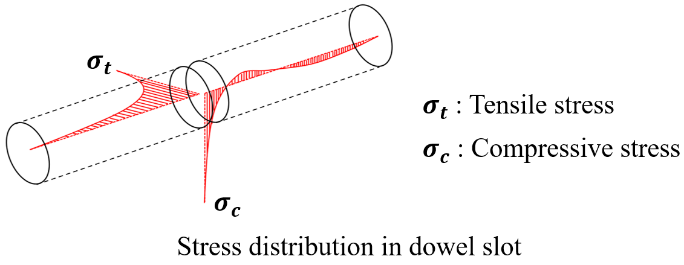 σt
σt : Tensile stress
σc : Compressive stress
σc
Stress distribution in dowel slot